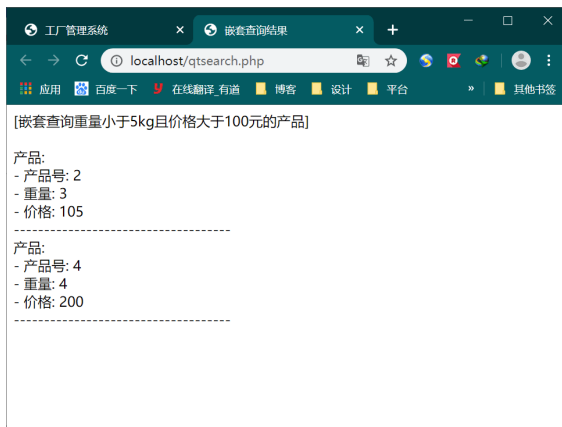 工厂管理系统
嵌套查询结果
localhost/qtsearch.php
应用 百度一下 在线翻译_有道 博客 设计 平台 » 其他书签
[嵌套查询重量小于5kg且价格大于100元的产品]
产品:
- 产品号: 2
- 重量: 3
- 价格: 105
----------------------------------
产品:
- 产品号: 4
- 重量: 4
- 价格: 200
----------------------------------